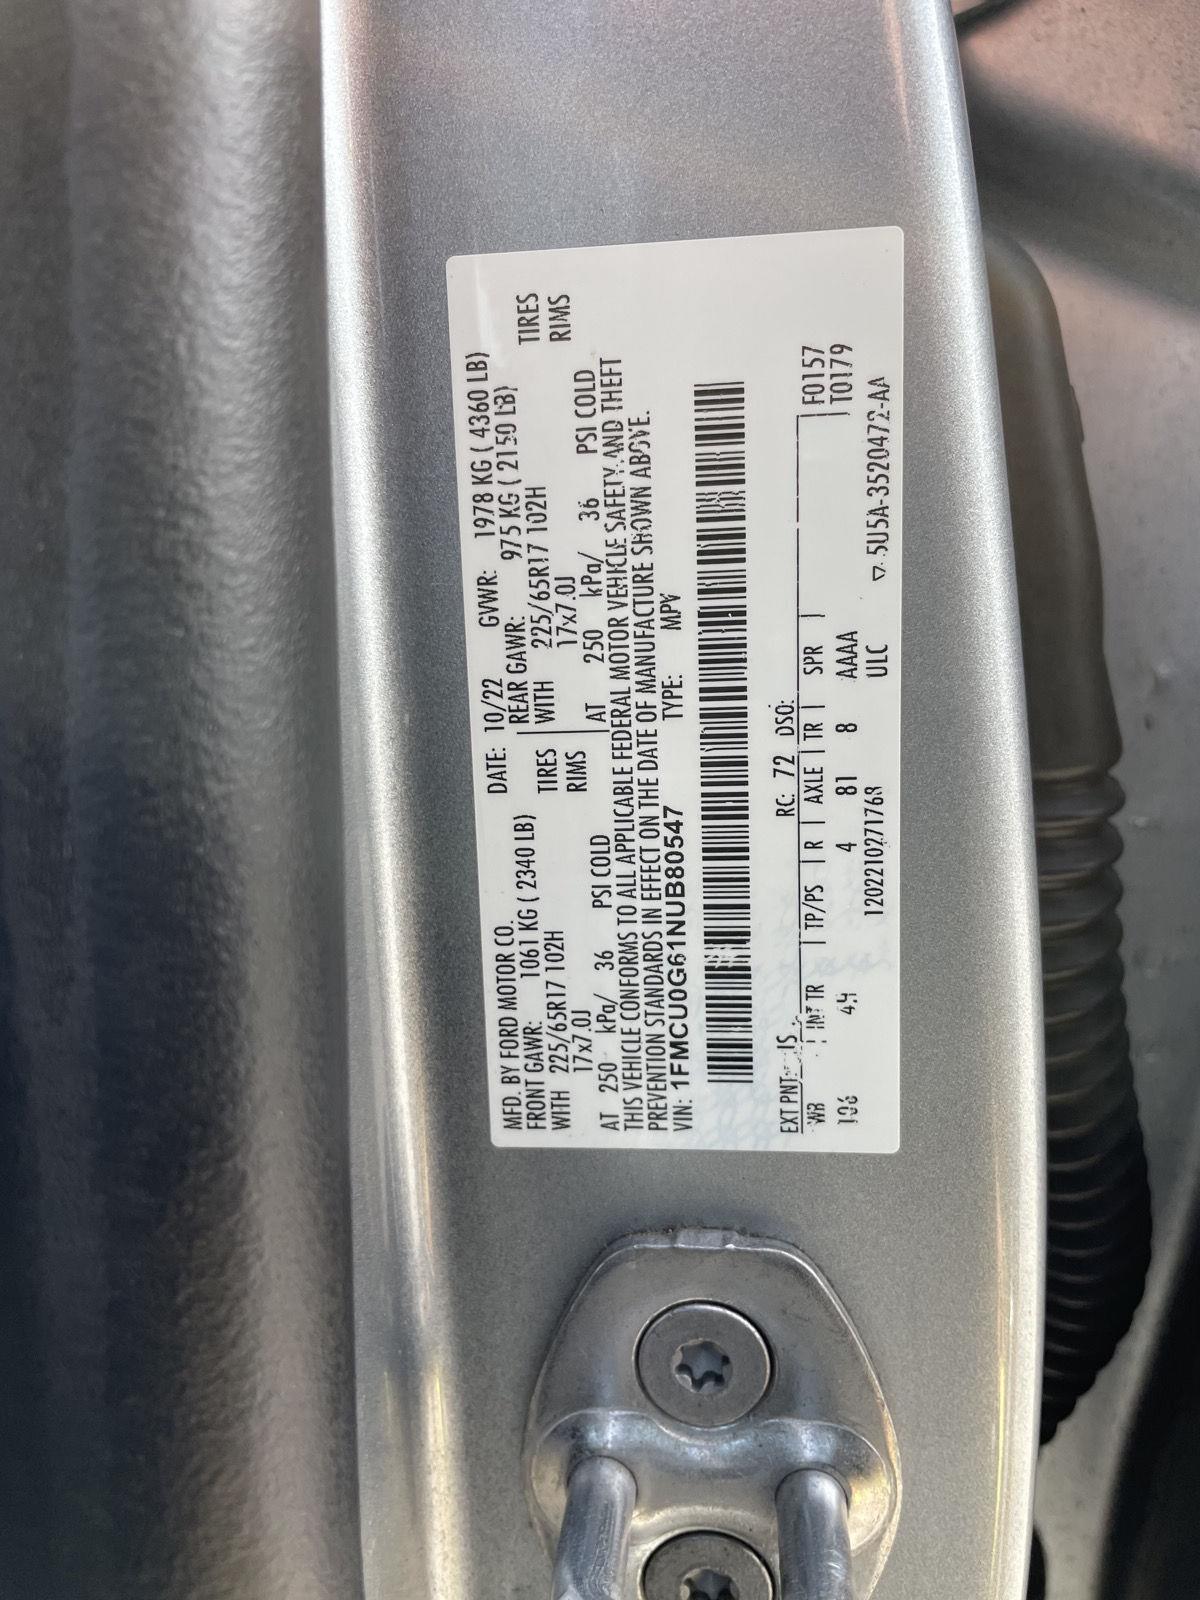 MFD. BY FORD MOTOR CO.
DATE: 10/22 GVWR: 1978 KG ( 4360 LB)
FRONT GAWR: 1061 KG ( 2340 LB) REAR GAWR: 975 KG ( 2150 LB)
WITH 225/65R17 102H TIRES WITH 225/65R17 102H TIRES
17x7.0J RIMS 17x7.0J RIMS
AT 250 kPa/ 36 PSI COLD AT 250 kPa/ 36 PSI COLD
THIS VEHICLE CONFORMS TO ALL APPLICABLE FEDERAL MOTOR VEHICLE SAFETY AND THEFT
PREVENTION STANDARDS IN EFFECT ON THE DATE OF MANUFACTURE SHOWN ABOVE.
VIN: 1FMCU0G61NUB80547 TYPE: MPV
EXT PNT: JS RC: 72 DSO:
WB INT TR TP/PS R AXLE TR SPR F0157
T0179
106 4 81 8 AAAA
ULC
5U5A-3520472-AA